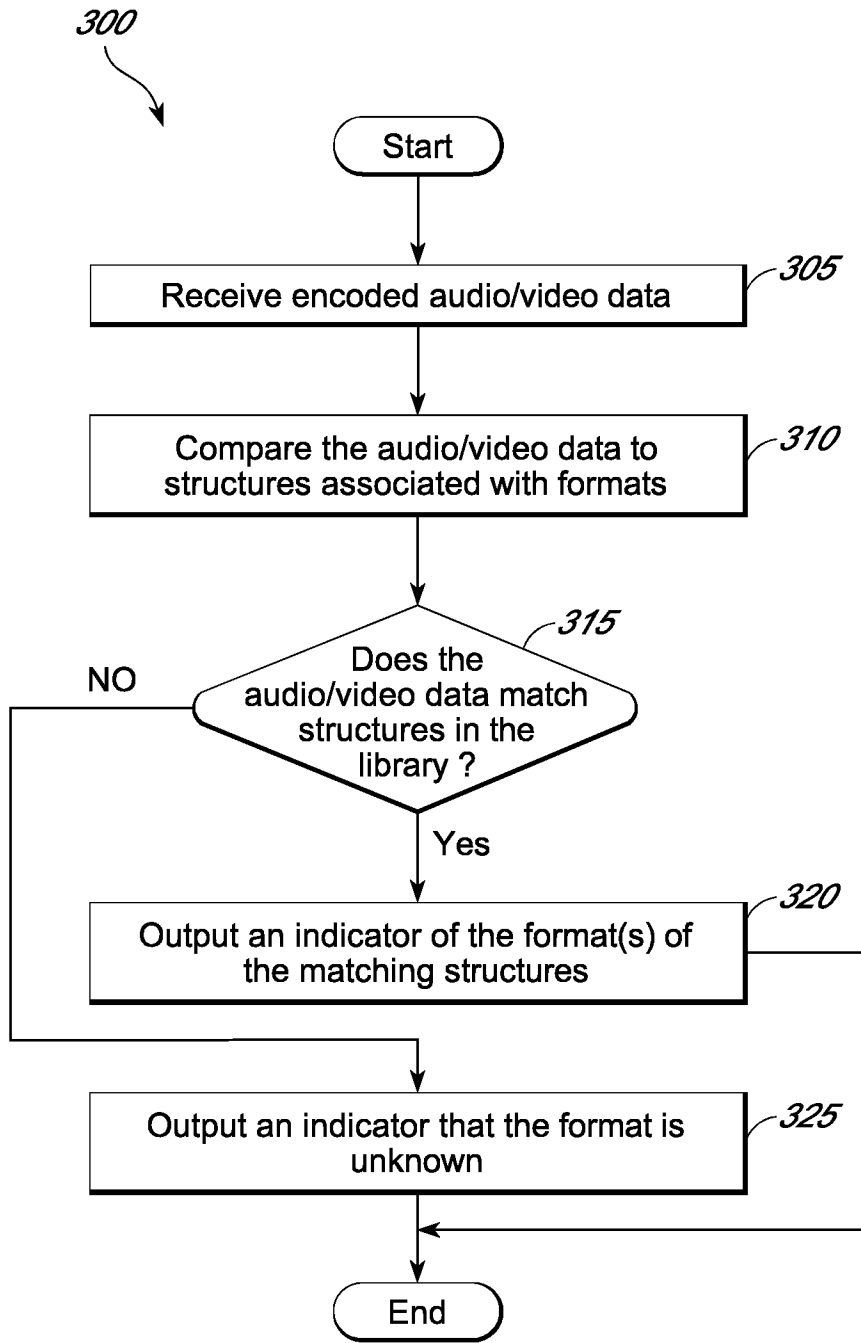 300
Start
Receive encoded audio/video data
305
Compare the audio/video data to
structures associated with formats
310
315
Does the
audio/video data match
structures in the
library ?
NO
Yes
Output an indicator of the format(s) of
the matching structures
320
Output an indicator that the format is
unknown
325
End